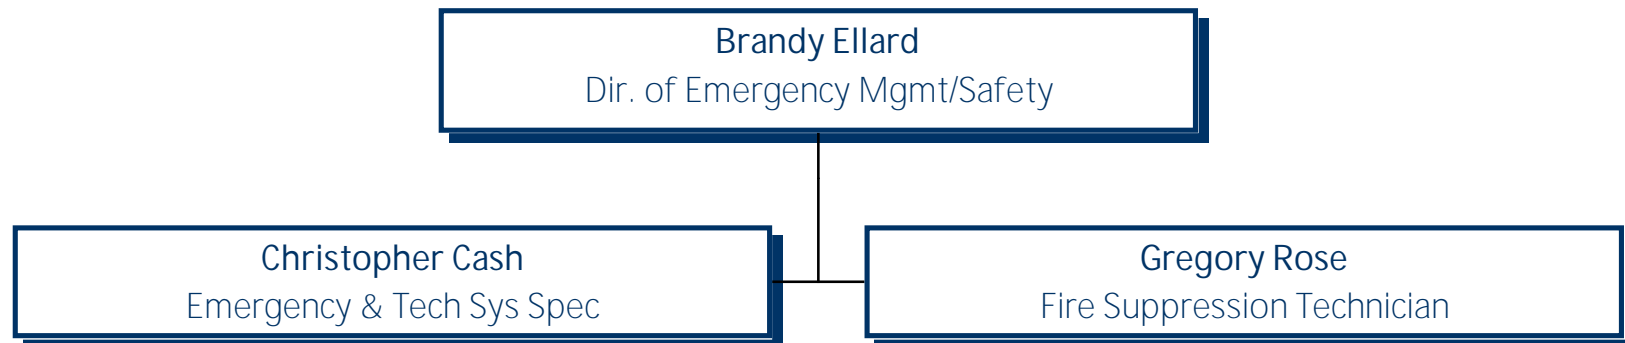 Brandy Ellard
Dir. of Emergency Mgmt/Safety
Christopher Cash
Emergency & Tech Sys Spec
Gregory Rose
Fire Suppression Technician